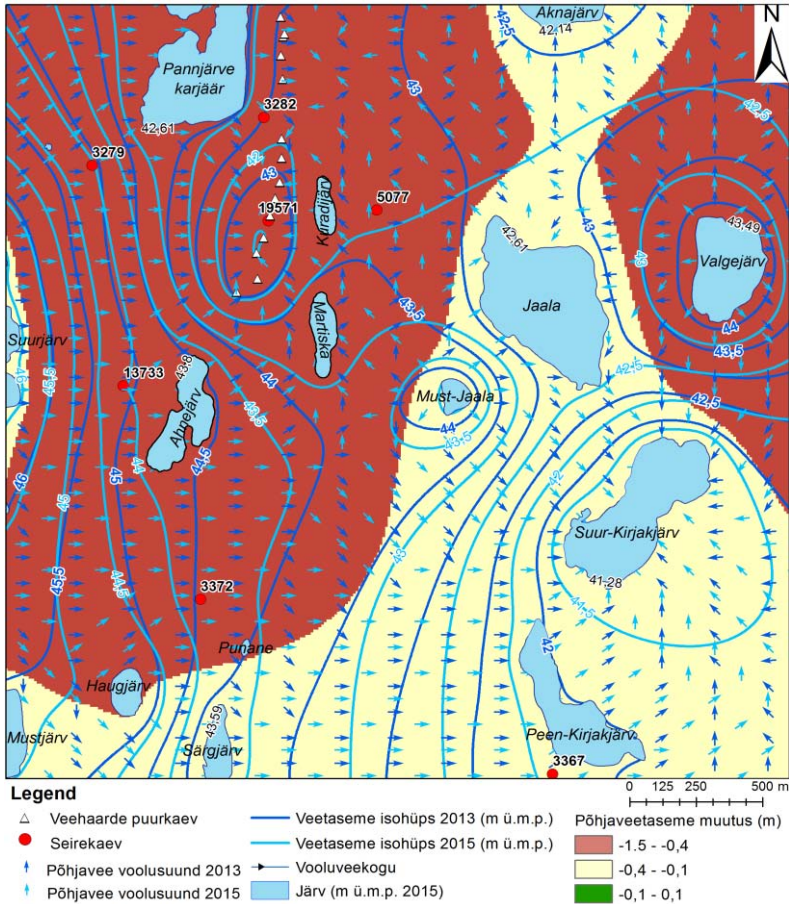 Aknajärv
42,5
42,14
N
Pannjärve
karjäär
43
42,61
3282
42,5
3279
42
43
19571
5077
Kuradijärv
43
42,61
43,49
Valgejärv
43
Jaala
Suurjärv
Martiska
43,5
44
43,5
46
45,5
13733
43,8
Ahnejärv
44
43,5
Must-Jaala
44
43,5
42,5
42,5
46
45
45
44
44,5
42
Suur-Kirjakjärv
41,28
41,5
43
45,5
44,5
3372
Punane
42
Haugjärv
Mustjärv
43,59
Särgjärv
Peen-Kirjakjärv
3367
Legend
0 125 250 500 m
Veehaarde puurkaev
Veetaseme isohüps 2013 (m ü.m.p.)
Põhjaveetaseme muutus (m)
Seirekaev
Veetaseme isohüps 2015 (m ü.m.p.)
-1.5 - -0,4
Põhjavee voolusuund 2013
Vooluveekogu
-0,4 - -0,1
Põhjavee voolusuund 2015
Järv (m ü.m.p. 2015)
-0,1 - 0,1